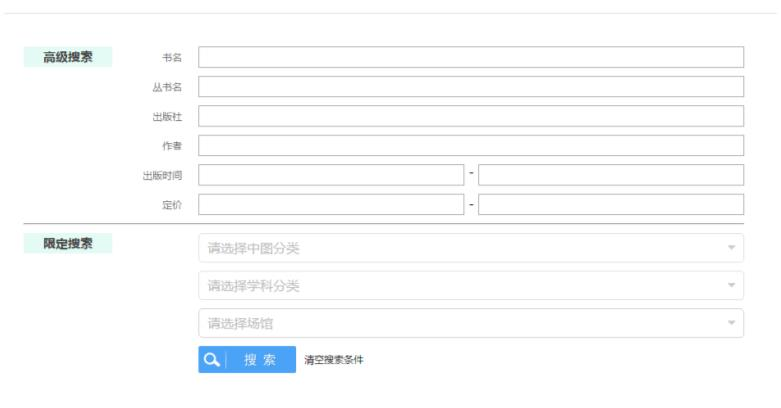 高级搜索 书名
丛书名
出版社
作者
出版时间 -
定价 -
限定搜索 请选择中图分类
请选择学科分类
请选择场馆
搜 索 清空搜索条件